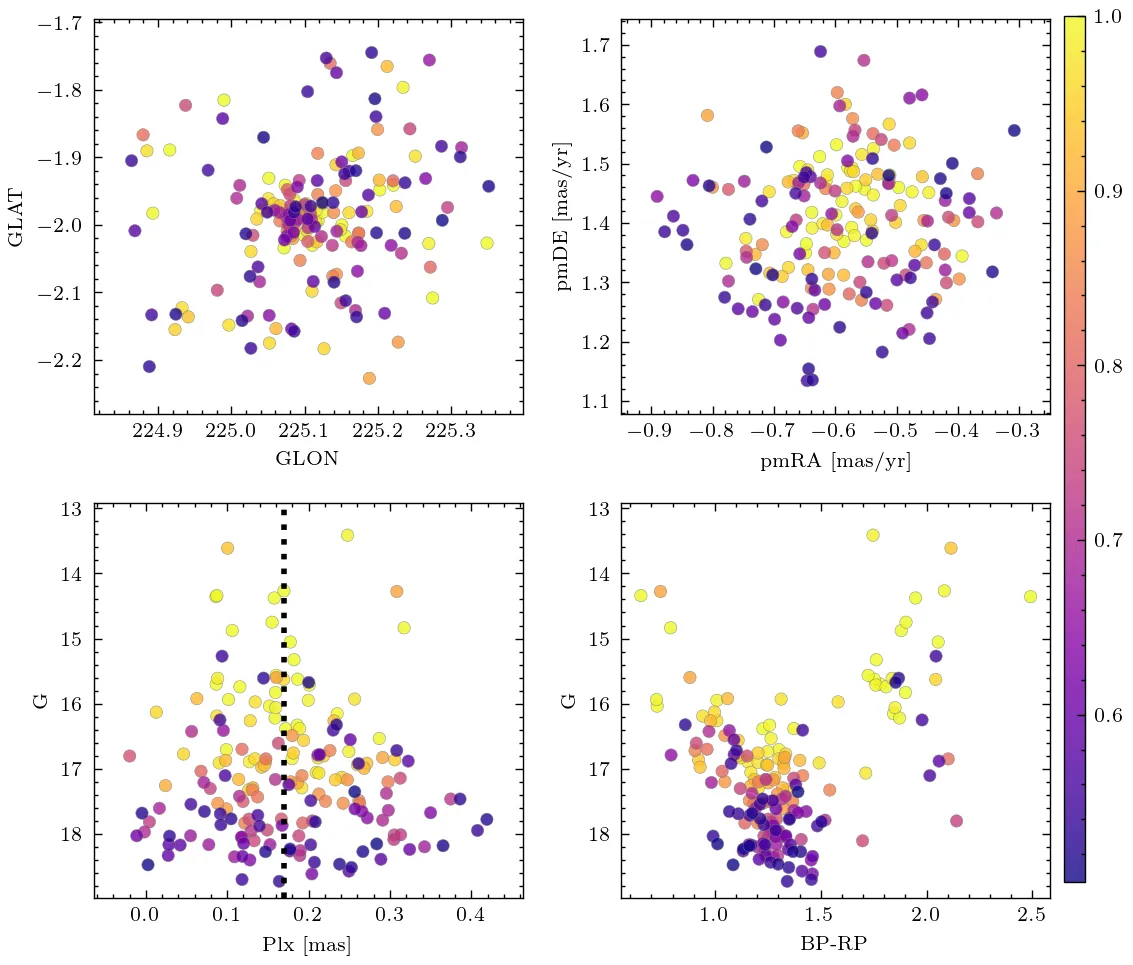 −1.7
−1.8
−1.9
−2.0
−2.1
−2.2
GLAT
224.9 225.0 225.1 225.2 225.3
GLON
1.7
1.6
1.5
1.4
1.3
1.2
1.1
pmDE [mas/yr]
−0.9 −0.8 −0.7 −0.6 −0.5 −0.4 −0.3
pmRA [mas/yr]
1.0
0.9
0.8
0.7
0.6
13
14
15
16
17
18
G
0.0 0.1 0.2 0.3 0.4
Plx [mas]
13
14
15
16
17
18
G
1.0 1.5 2.0 2.5
BP-RP